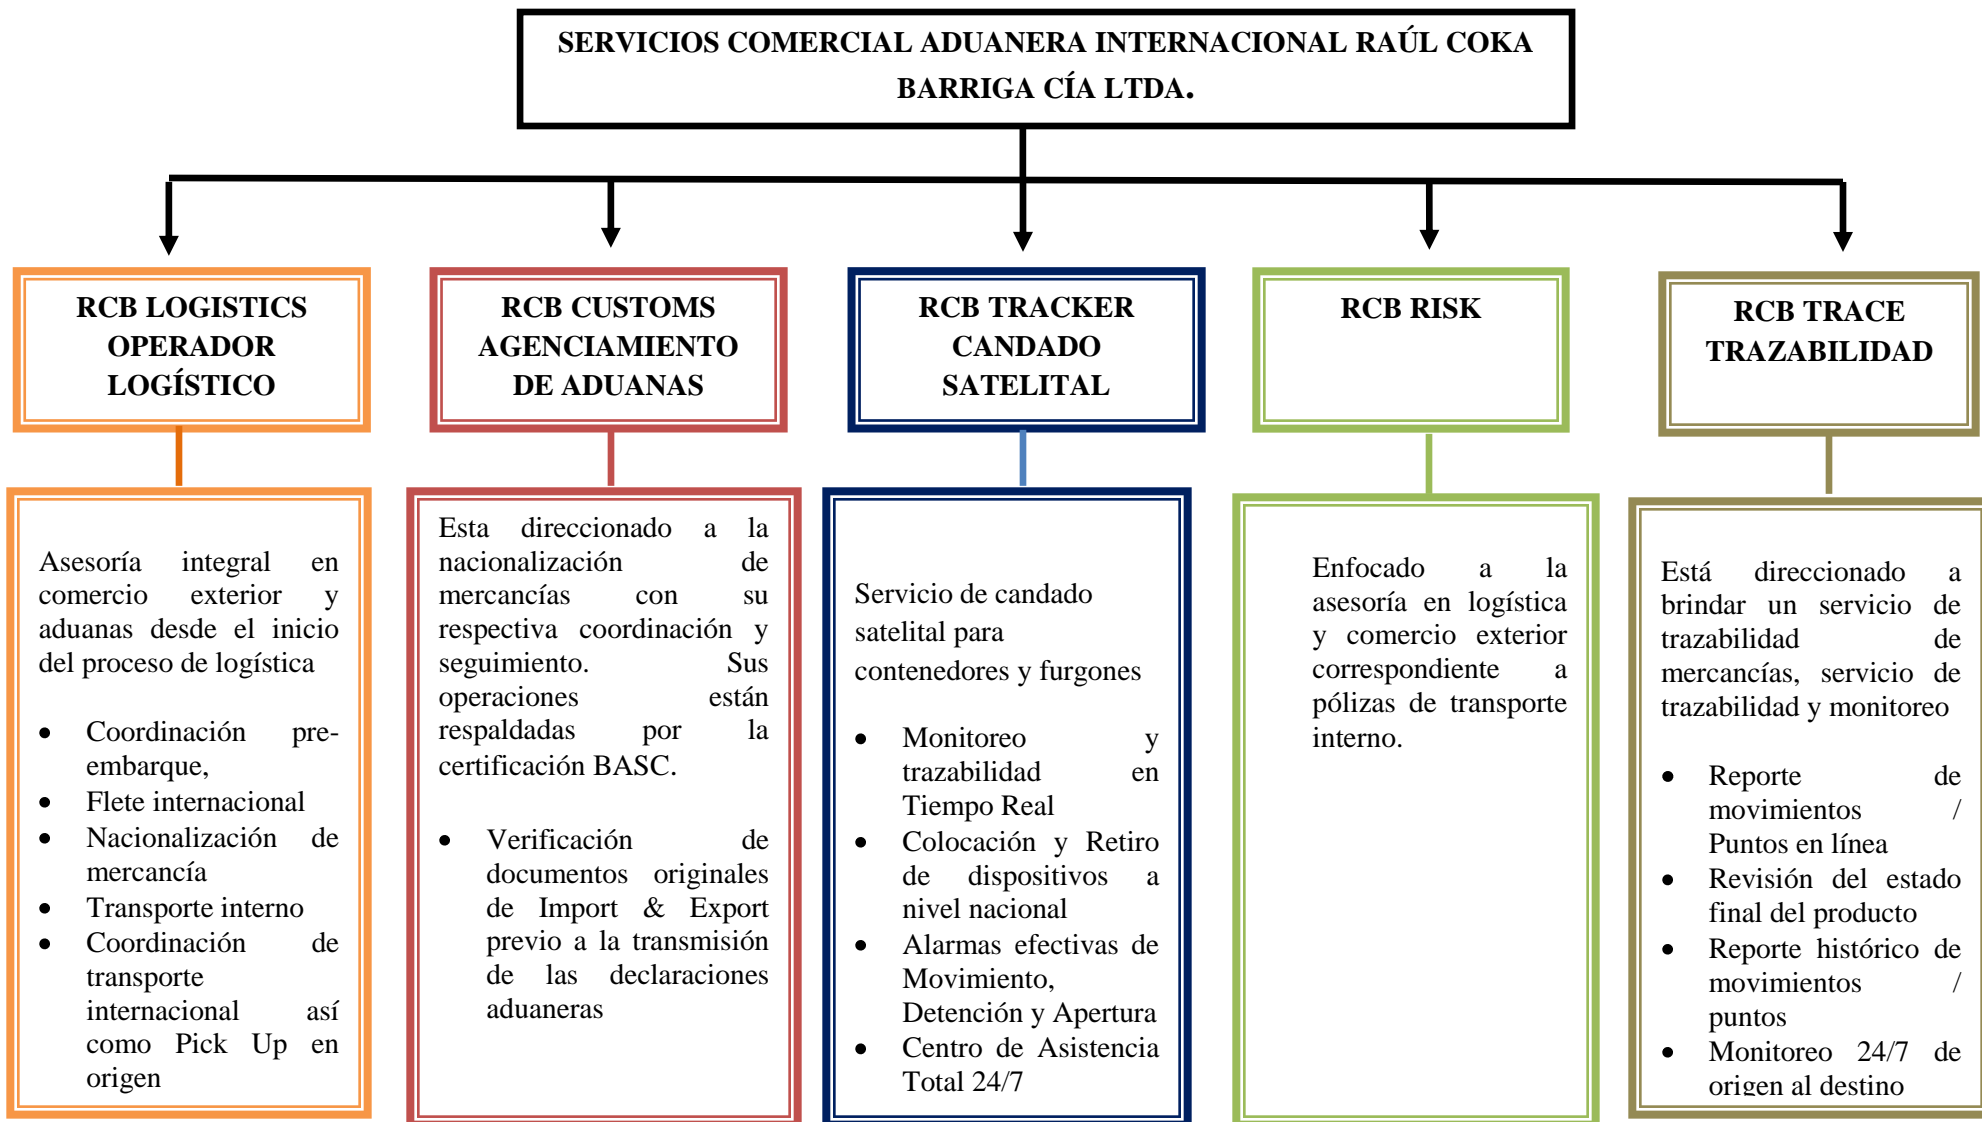 SERVICIOS COMERCIAL ADUANERA INTERNACIONAL RAÚL COKA
BARRIGA CÍA LTDA.
RCB LOGISTICS
OPERADOR
LOGÍSTICO
RCB CUSTOMS
AGENCIAMIENTO
DE ADUANAS
RCB TRACKER
CANDADO
SATELITAL
RCB RISK
RCB TRACE
TRAZABILIDAD
Asesoría integral en
comercio exterior y
aduanas desde el inicio
del proceso de logística
• Coordinación pre-
embarque,
• Flete internacional
• Nacionalización de
mercancía
• Transporte interno
• Coordinación de
transporte
internacional así
como Pick Up en
origen
Esta direccionado a la
nacionalización de
mercancías con su
respectiva coordinación y
seguimiento. Sus
operaciones están
respaldadas por la
certificación BASC.
• Verificación de
documentos originales
de Import & Export
previo a la transmisión
de las declaraciones
aduaneras
Servicio de candado
satelital para
contenedores y furgones
• Monitoreo y
trazabilidad en
Tiempo Real
• Colocación y Retiro
de dispositivos a
nivel nacional
• Alarmas efectivas de
Movimiento,
Detención y Apertura
• Centro de Asistencia
Total 24/7
Enfocado a la
asesoría en logística
y comercio exterior
correspondiente a
pólizas de transporte
interno.
Está direccionado a
brindar un servicio de
trazabilidad de
mercancías, servicio de
trazabilidad y monitoreo
• Reporte de
movimientos /
Puntos en línea
• Revisión del estado
final del producto
• Reporte histórico de
movimientos /
puntos
• Monitoreo 24/7 de
origen al destino